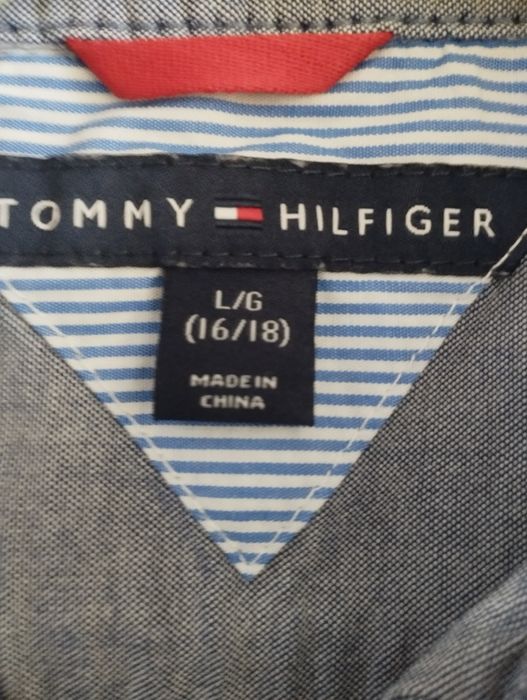 TOMMY HILFIGER
L/G
(16/18)
MADE IN
CHINA